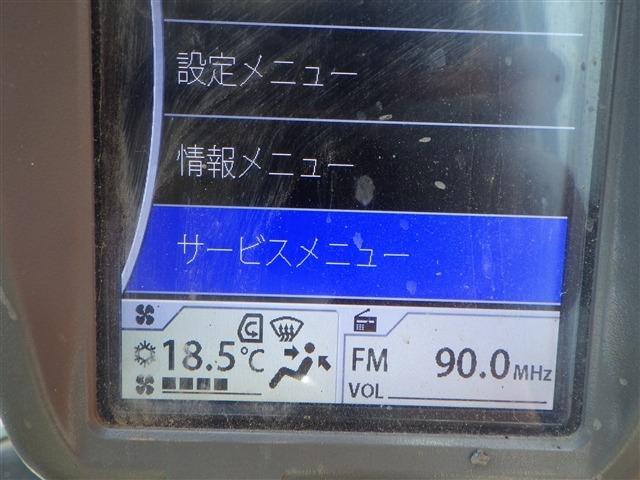 設定メニュー
情報メニュー
サービスメニュー
18.5℃
FM 90.0MHz
VOL